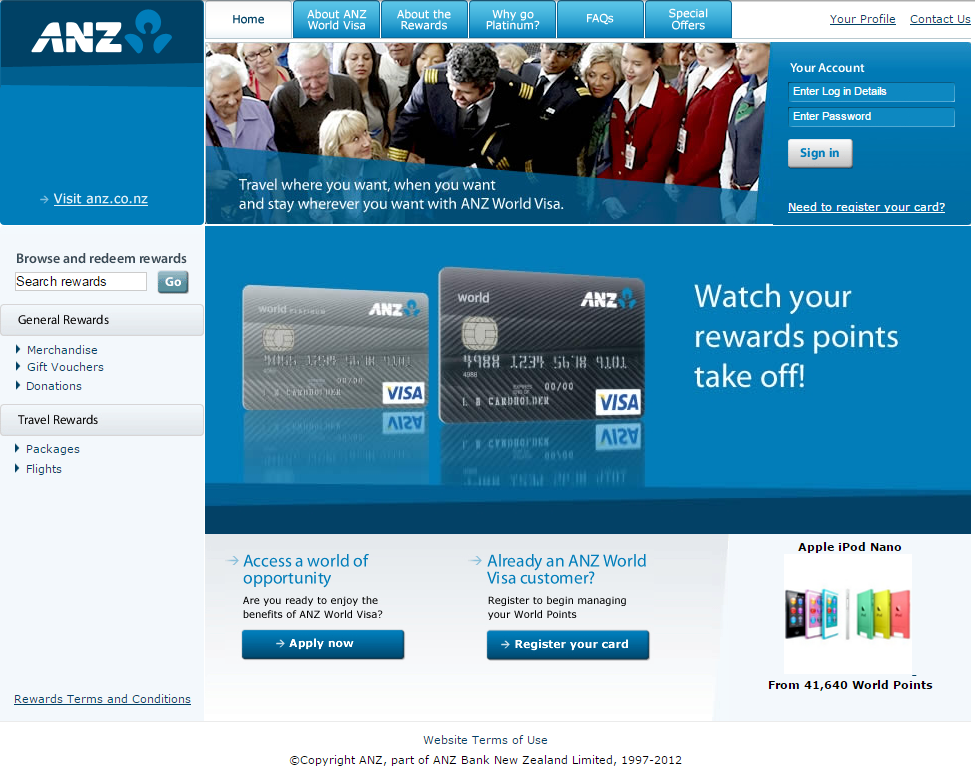 ANZ
Home
About ANZ
World Visa
About the
Rewards
Why go
Platinum?
FAQs
Special
Offers
Your Profile
Contact Us
Visit anz.co.nz
Travel where you want, when you want
and stay wherever you want with ANZ World Visa.
Your Account
Enter Log in Details
Enter Password
Sign in
Need to register your card?
Browse and redeem rewards
Search rewards
Go
General Rewards
Merchandise
Gift Vouchers
Donations
Travel Rewards
Packages
Flights
Rewards Terms and Conditions
world PLATINUM ANZ
00/00
VISA
world ANZ
4988 1234 5678 9101
4988
00/00
CARDHOLDER
VISA
Watch your
rewards points
take off!
Access a world of
opportunity
Are you ready to enjoy the
benefits of ANZ World Visa?
Apply now
Already an ANZ World
Visa customer?
Register to begin managing
your World Points
Register your card
Apple iPod Nano
From 41,640 World Points
Website Terms of Use
©Copyright ANZ, part of ANZ Bank New Zealand Limited, 1997-2012